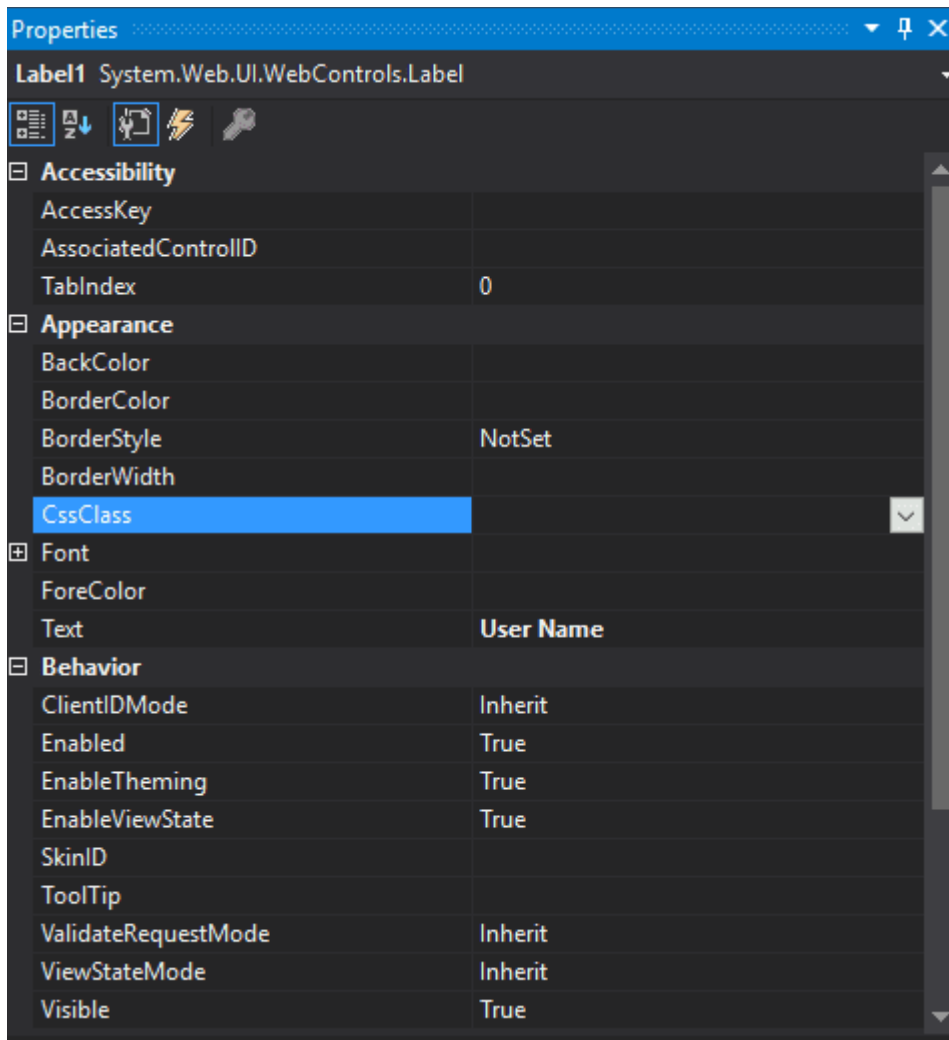 Properties
Label1 System.Web.UI.WebControls.Label
Accessibility
AccessKey
AssociatedControlID
TabIndex 0
Appearance
BackColor
BorderColor
BorderStyle NotSet
BorderWidth
CssClass
Font
ForeColor
Text User Name
Behavior
ClientIDMode Inherit
Enabled True
EnableTheming True
EnableViewState True
SkinID
ToolTip
ValidateRequestMode Inherit
ViewStateMode Inherit
Visible True